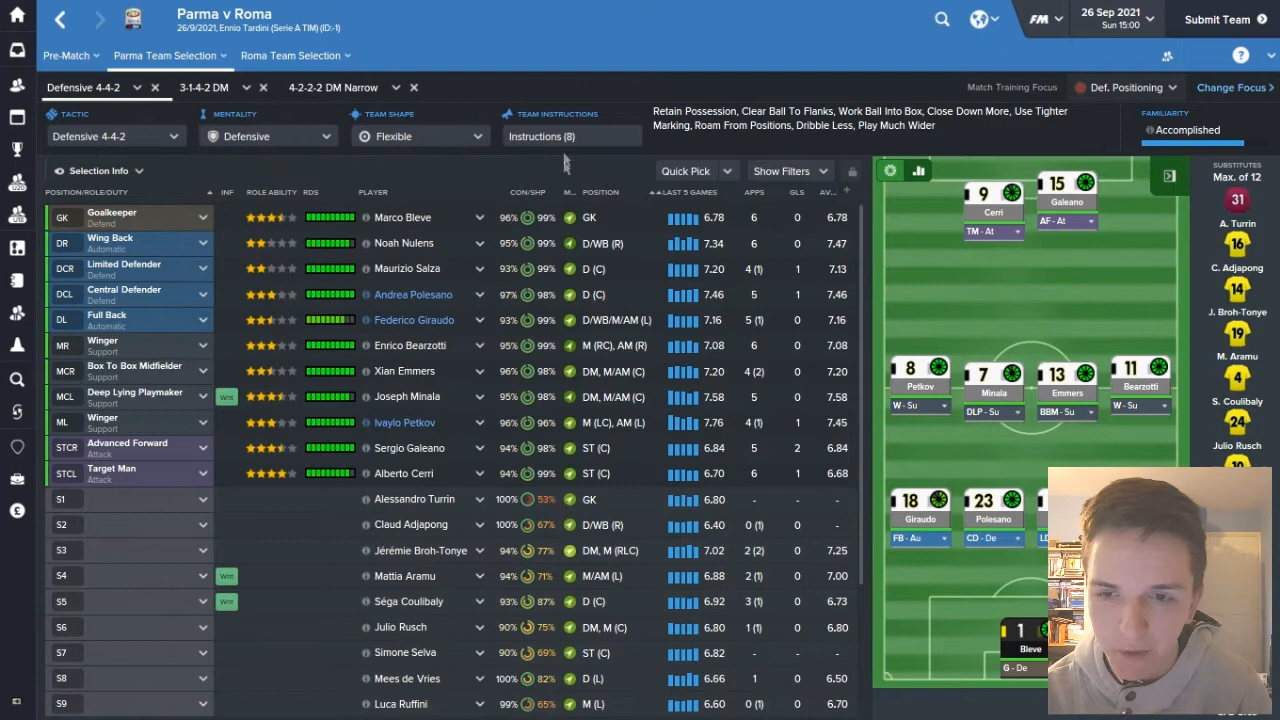 Parma v Roma
26/9/2021, Ennio Tardini (Serie A TIM) (ID:-1)
FM
26 Sep 2021
Sun 15:00
Submit Team
Pre-Match
Parma Team Selection
Roma Team Selection
?
Defensive 4-4-2
3-1-4-2 DM
4-2-2-2 DM Narrow
Match Training Focus
Def. Positioning
Change Focus
TACTIC
MENTALITY
TEAM SHAPE
TEAM INSTRUCTIONS
Defensive 4-4-2
Defensive
Flexible
Instructions (8)
Retain Possession, Clear Ball To Flanks, Work Ball Into Box, Close Down More, Use Tighter
Marking, Roam From Positions, Dribble Less, Play Much Wider
FAMILIARITY
Accomplished
Selection Info
Quick Pick
Show Filters
POSITION/ROLE/DUTY INF ROLE ABILITY RDS PLAYER CON/SHP M... POSITION LAST 5 GAMES APPS GLS AV...
GK Goalkeeper Defend Marco Bleve 96% 99% GK 6.78 6 0 6.78
DR Wing Back Automatic Noah Nulens 95% 99% D/WB (R) 7.34 6 0 7.47
DCR Limited Defender Defend Maurizio Salza 93% 99% D (C) 7.20 4 (1) 1 7.13
DCL Central Defender Defend Andrea Polesano 97% 98% D (C) 7.46 5 1 7.46
DL Full Back Automatic Federico Giraudo 93% 99% D/WB/M/AM (L) 7.16 5 (1) 0 7.16
MR Winger Support Enrico Bearzotti 95% 99% M (RC), AM (R) 7.08 6 0 7.08
MCR Box To Box Midfielder Support Xian Emmers 96% 99% DM, M/AM (C) 7.20 4 (2) 0 7.20
MCL Deep Lying Playmaker Support Wnt Joseph Minala 95% 98% DM, M/AM (C) 7.58 5 0 7.58
ML Winger Support Ivaylo Petkov 96% 99% M (LC), AM (L) 7.76 4 (1) 1 7.45
STCR Advanced Forward Attack Sergio Galeano 94% 98% ST (C) 6.84 5 2 6.84
STCL Target Man Attack Alberto Cerri 94% 99% ST (C) 6.70 6 1 6.68
S1 Alessandro Turrin 100% 53% GK 6.80 - - -
S2 Claud Adjapong 100% 67% D/WB (R) 6.40 0 (1) 0 -
S3 Jérémie Broh-Tonye 94% 77% DM, M (RLC) 7.02 2 (2) 0 7.25
S4 Wnt Mattia Aramu 94% 71% M/AM (L) 6.88 2 (1) 0 7.00
S5 Wnt Séga Coulibaly 93% 87% D (C) 6.92 3 (1) 0 6.73
S6 Julio Rusch 90% 75% DM, M (C) 6.80 1 (1) 0 6.80
S7 Simone Selva 90% 69% ST (C) 6.82 - - -
S8 Mees de Vries 100% 82% D (L) 6.66 1 0 6.50
S9 Luca Ruffini 99% 65% M (L) 6.60 0 (1) 0 6.70
9
Cerri
TM - At
15
Galeano
AF - At
8
Petkov
W - Su
7
Minala
DLP - Su
13
Emmers
BBM - Su
11
Bearzotti
W - Su
18
Giraudo
FB - Au
23
Polesano
CD - De
1
Bleve
G - De
SUBSTITUTES
Max. of 12
31
A. Turrin
16
C. Adjapong
14
J. Broh-Tonye
19
M. Aramu
4
S. Coulibaly
24
Julio Rusch